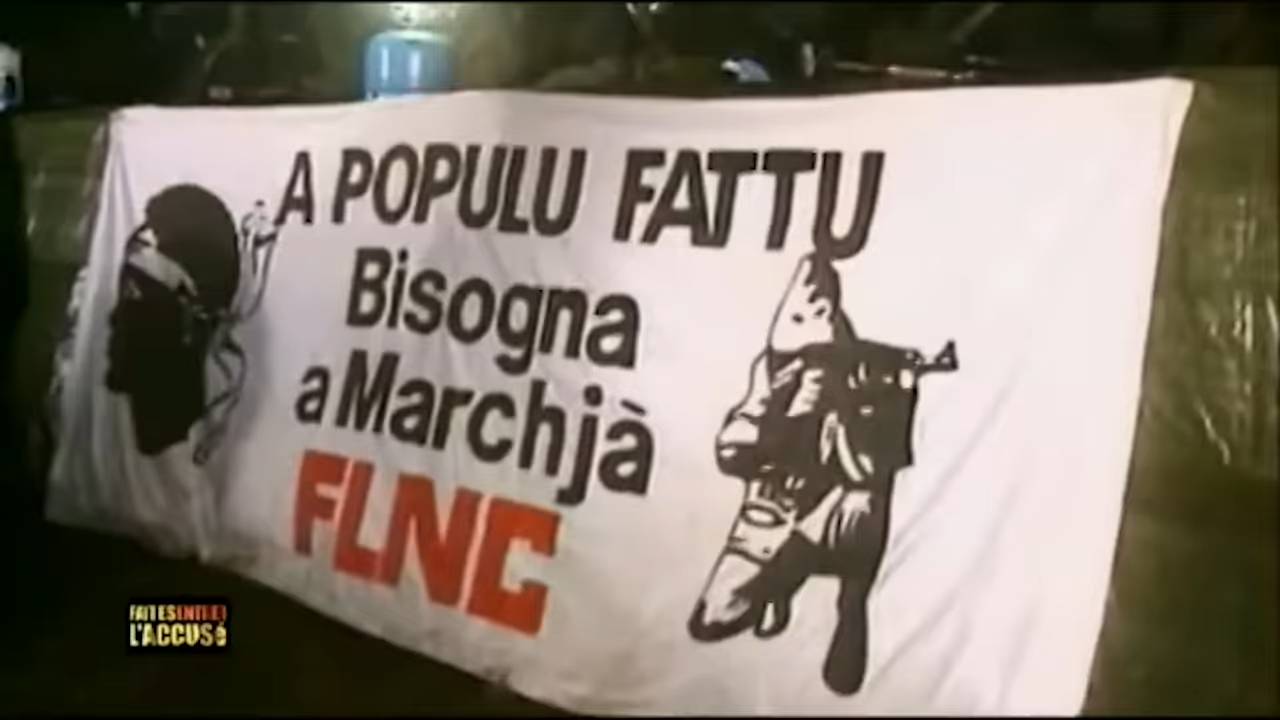 A POPULU FATTU
Bisogna
a Marchjà
FLNC
FAITES ENTRER
L'ACCUSÉ